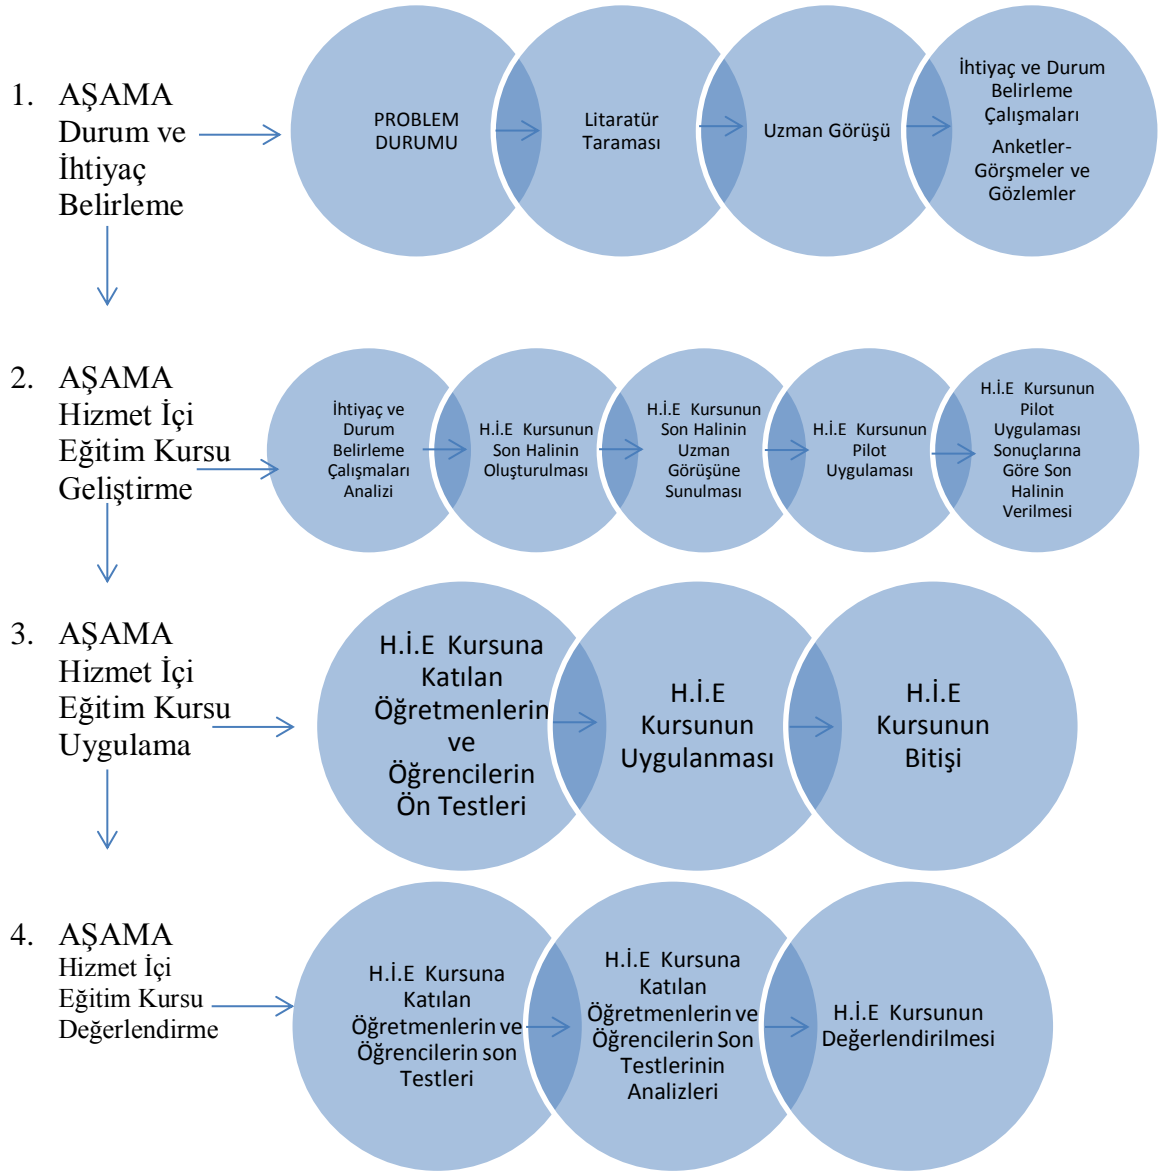 1. AŞAMA
Durum ve
İhtiyaç
Belirleme
PROBLEM
DURUMU
Litaratür
Taraması
Uzman Görüşü
İhtiyaç ve Durum
Belirleme
Çalışmaları
Anketler-
Görşmeler ve
Gözlemler
2. AŞAMA
Hizmet İçi
Eğitim Kursu
Geliştirme
İhtiyaç ve
Durum
Belirleme
Çalışmaları
Analizi
H.İ.E Kursunun
Son Halinin
Oluşturulması
H.İ.E Kursunun
Son Halinin
Uzman
Görüşüne
Sunulması
H.İ.E Kursunun
Pilot
Uygulaması
H.İ.E Kursunun
Pilot
Uygulaması
Sonuçlarına
Göre Son
Halinin
Verilmesi
3. AŞAMA
Hizmet İçi
Eğitim Kursu
Uygulama
H.İ.E Kursuna
Katılan
Öğretmenlerin
ve
Öğrencilerin
Ön Testleri
H.İ.E
Kursunun
Uygulanması
H.İ.E
Kursunun
Bitişi
4. AŞAMA
Hizmet İçi
Eğitim Kursu
Değerlendirme
H.İ.E Kursuna
Katılan
Öğretmenlerin ve
Öğrencilerin son
Testleri
H.İ.E Kursuna
Katılan
Öğretmenlerin ve
Öğrencilerin Son
Testlerinin
Analizleri
H.İ.E Kursunun
Değerlendirilmesi